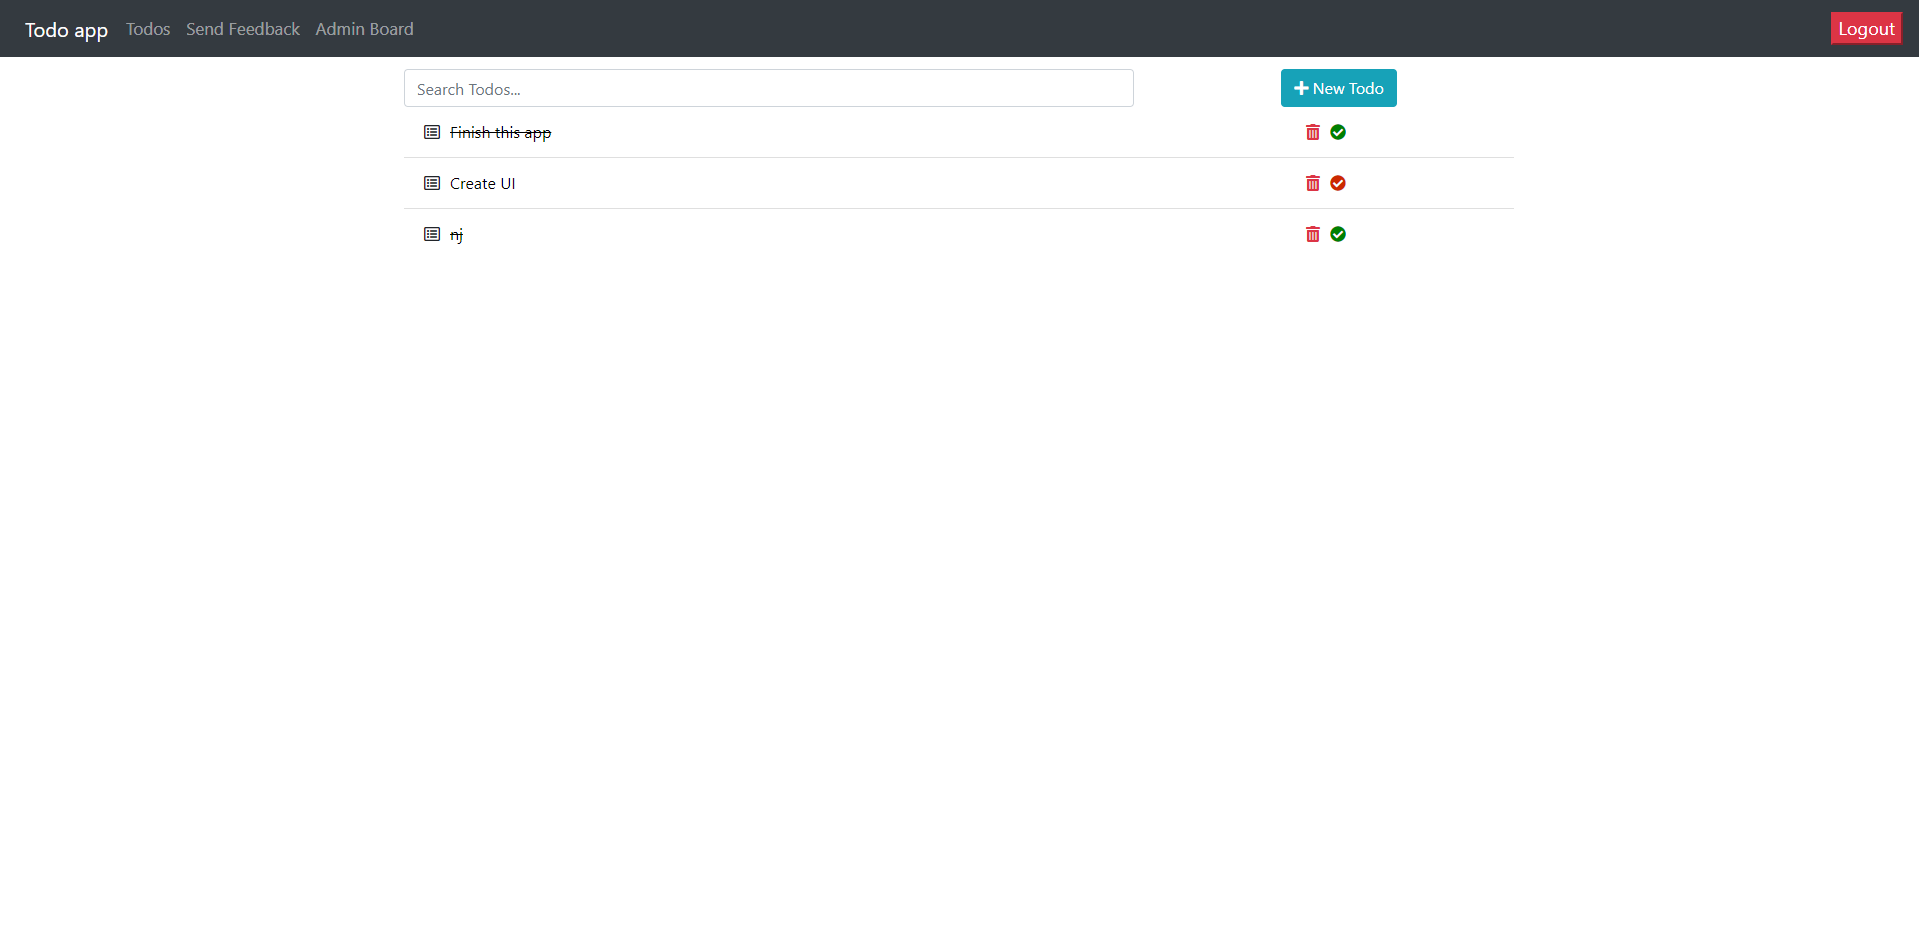 Todo app Todos Send Feedback Admin Board Logout
Search Todos... New Todo
Finish this app
Create UI
nj